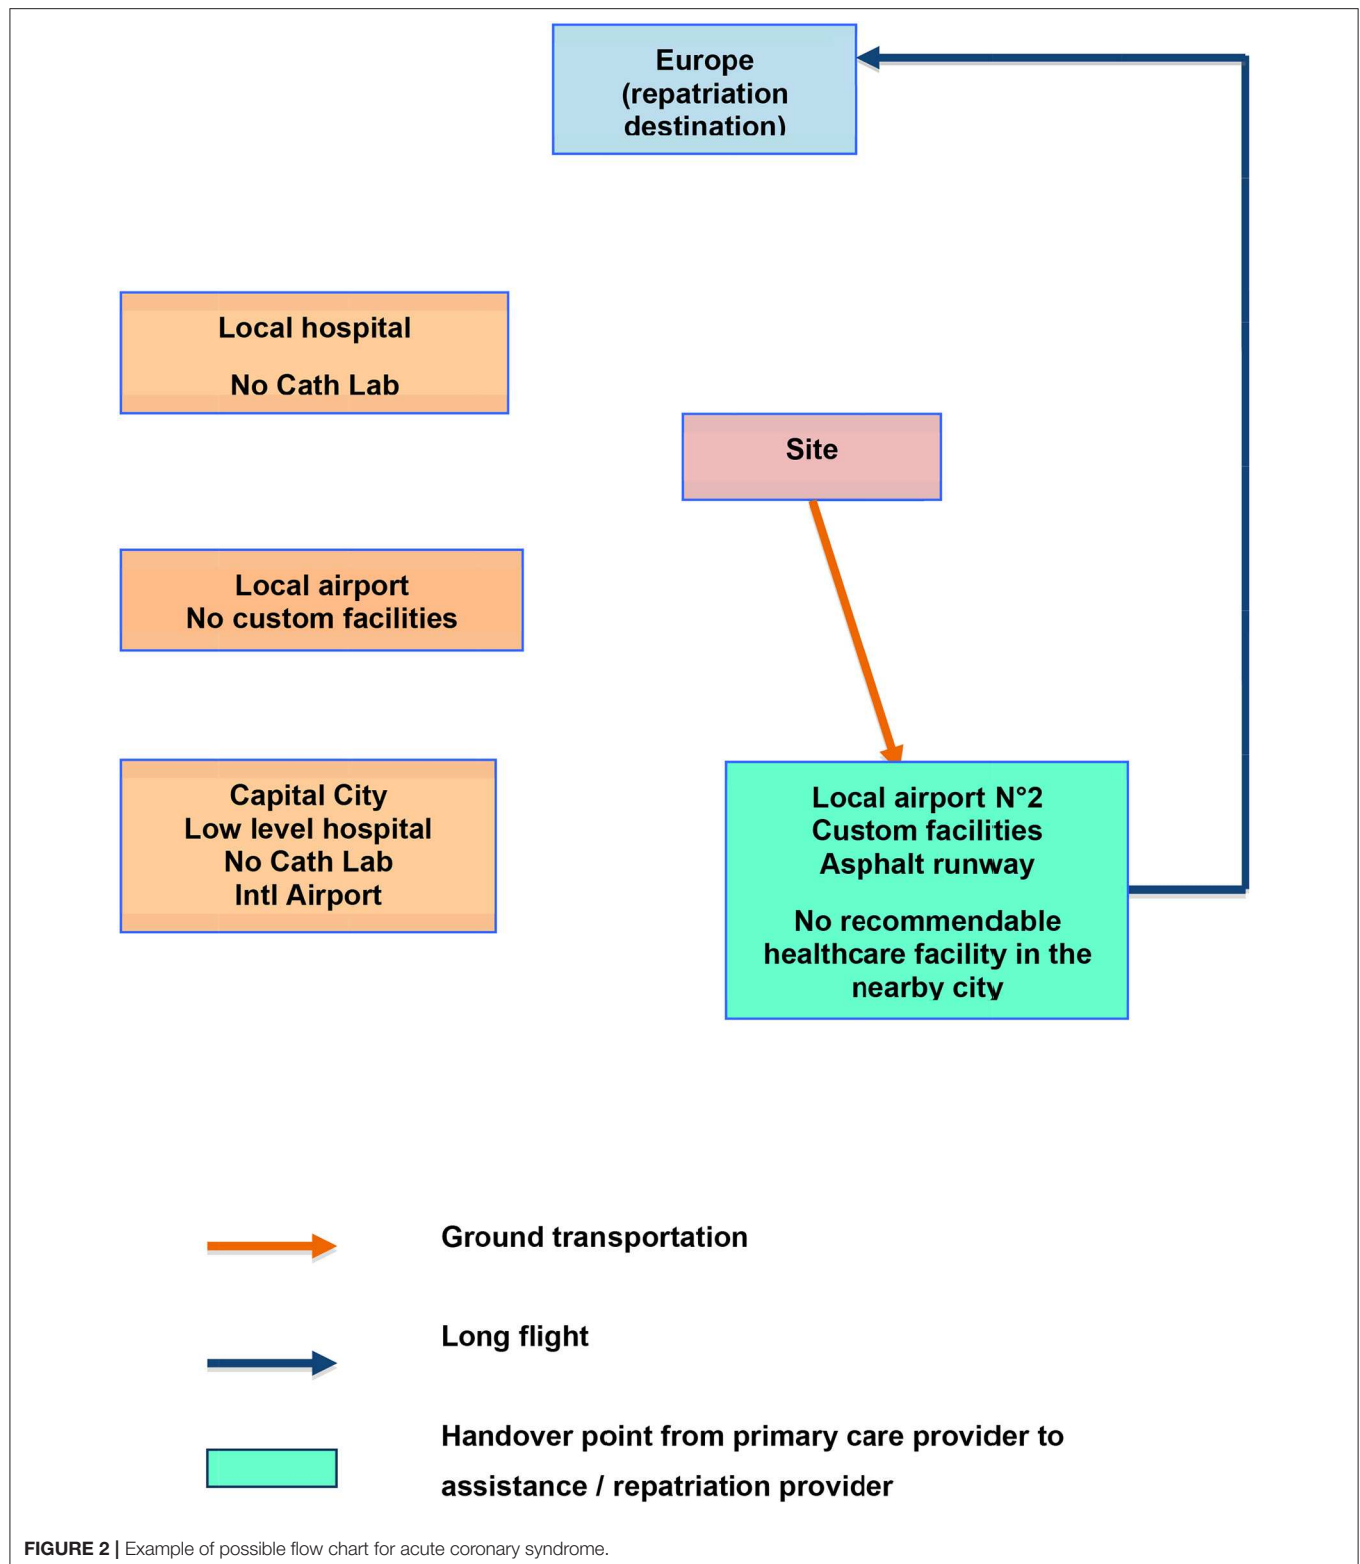 Europe
(repatriation
destination)
Local hospital
No Cath Lab
Site
Local airport
No custom facilities
Capital City
Low level hospital
No Cath Lab
Intl Airport
Local airport N°2
Custom facilities
Asphalt runway
No recommendable
healthcare facility in the
nearby city
Ground transportation
Long flight
Handover point from primary care provider to
assistance / repatriation provider
FIGURE 2 | Example of possible flow chart for acute coronary syndrome.